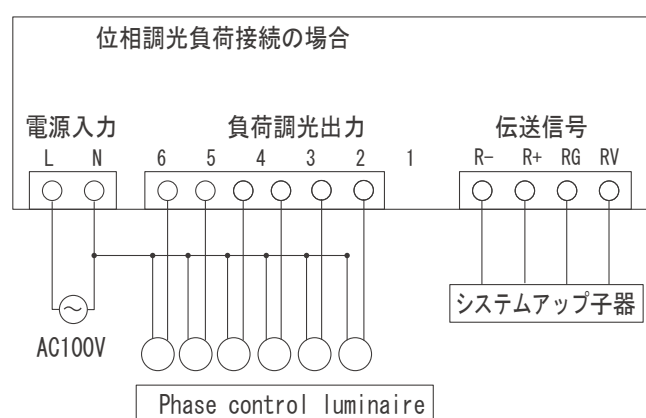 位相調光負荷接続の場合
電源入力 負荷調光出力 伝送信号
L N 6 5 4 3 2 1 R- R+ RG RV
システムアップ子器
AC100V
Phase control luminaire